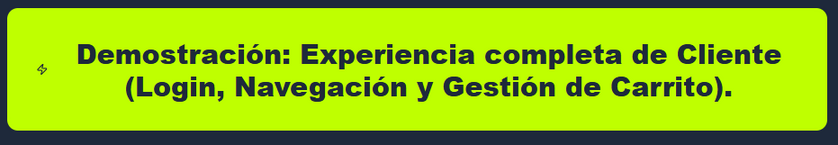 Demostración: Experiencia completa de Cliente
(Login, Navegación y Gestión de Carrito).